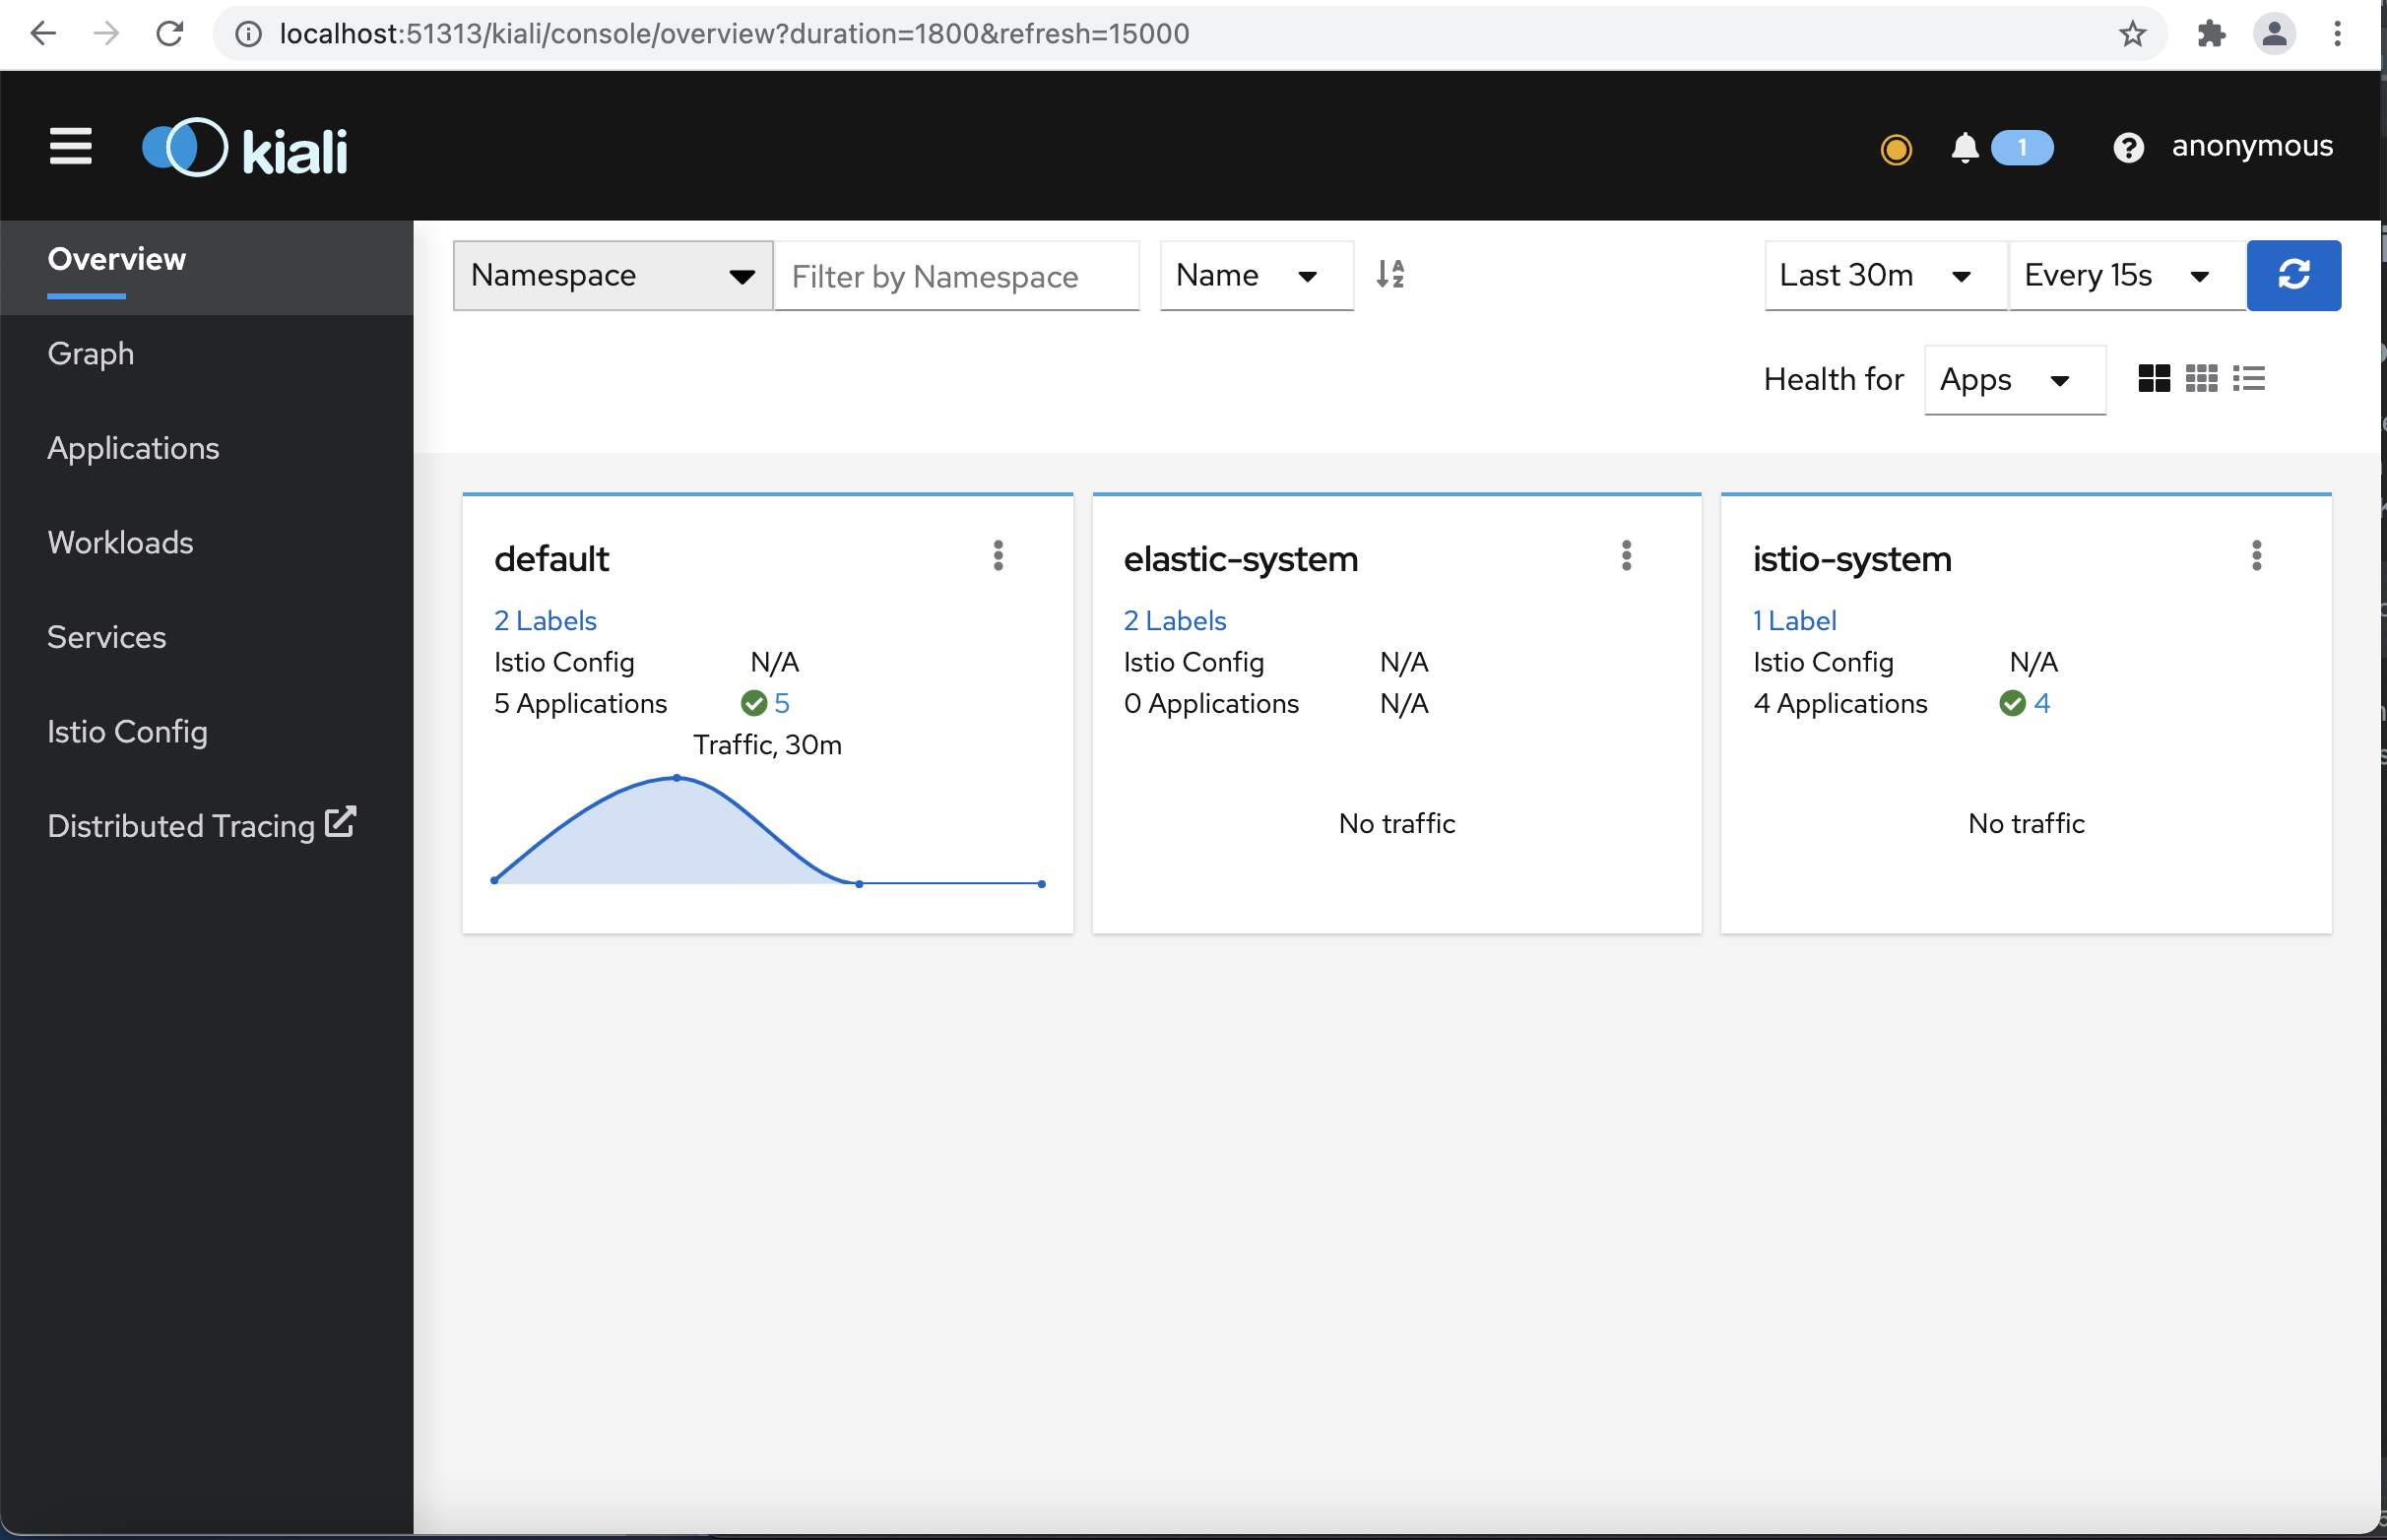 localhost:51313/kiali/console/overview?duration=1800&refresh=15000
kiali
1
anonymous
Overview
Graph
Applications
Workloads
Services
Istio Config
Distributed Tracing
Namespace
Filter by Namespace
Name
Last 30m
Every 15s
Health for
Apps
default
2 Labels
Istio Config N/A
5 Applications 5
Traffic, 30m
elastic-system
2 Labels
Istio Config N/A
0 Applications N/A
No traffic
istio-system
1 Label
Istio Config N/A
4 Applications 4
No traffic